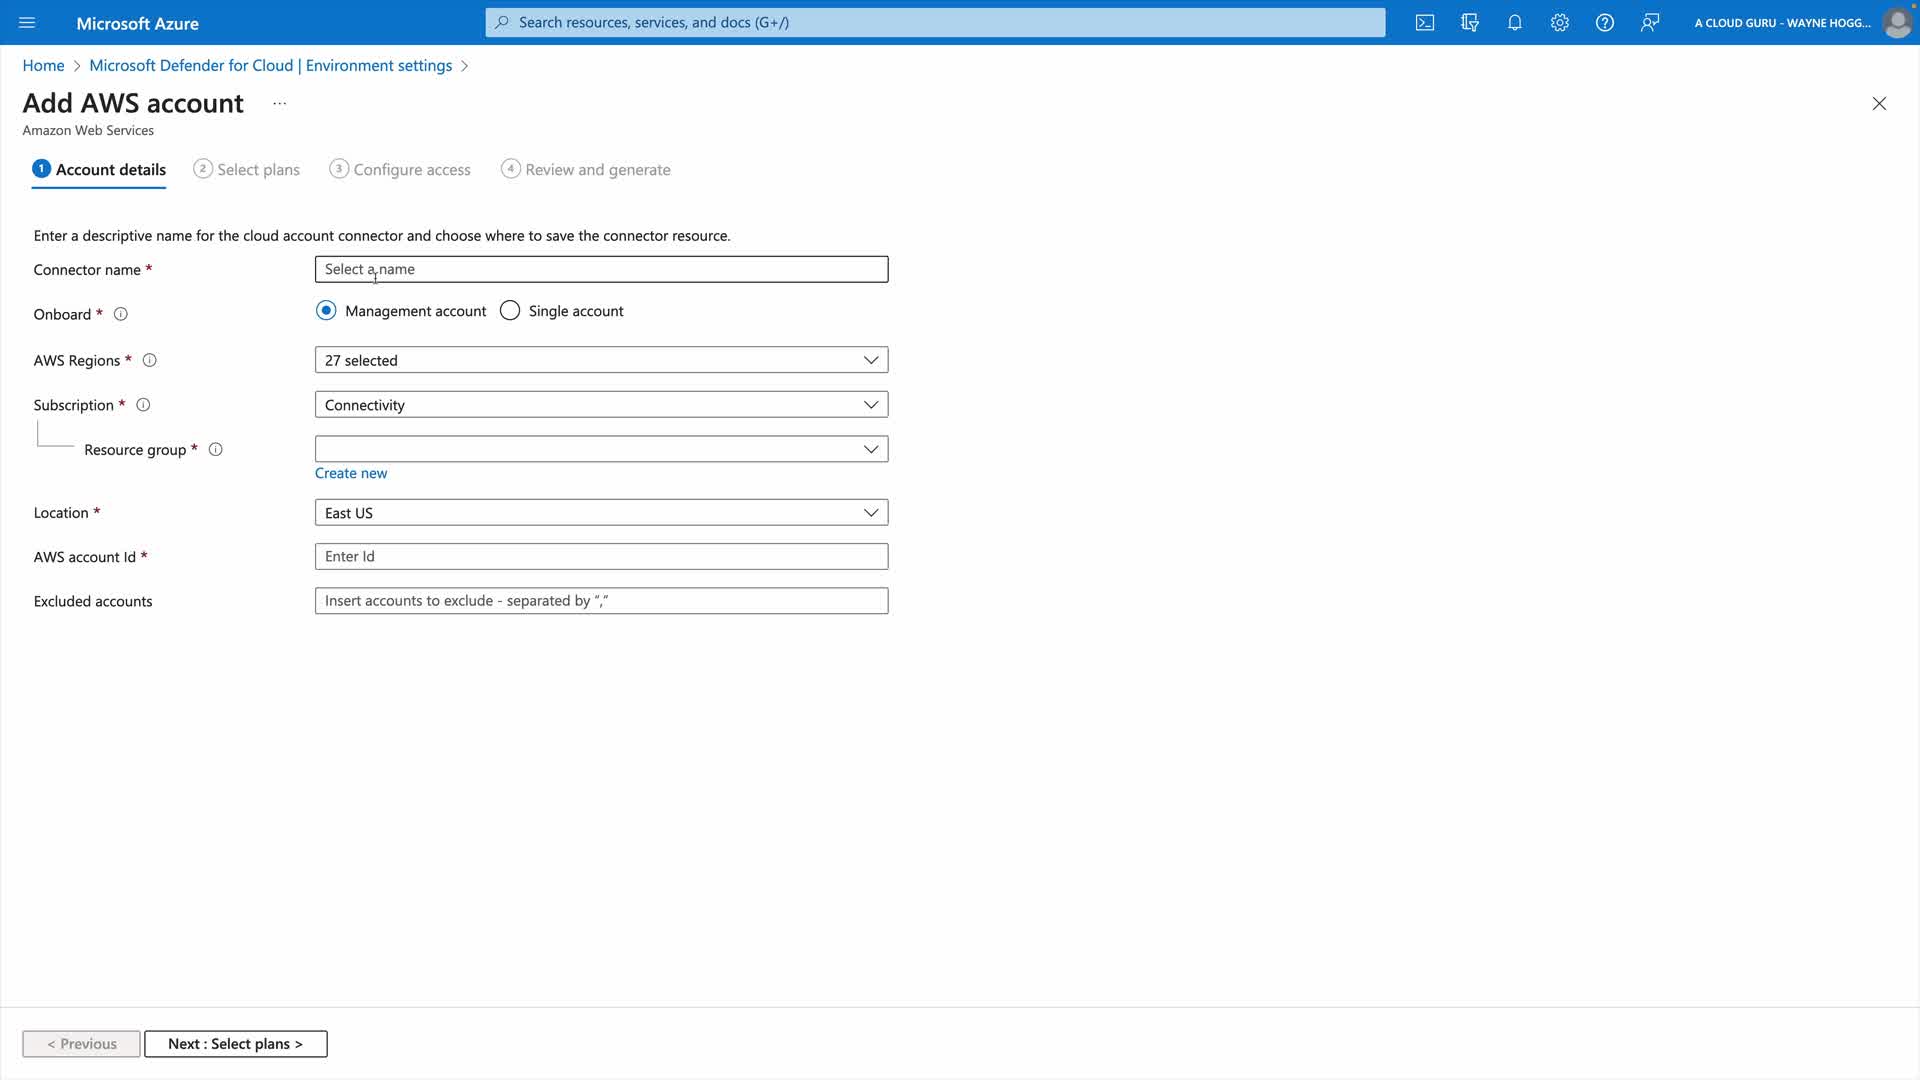 Microsoft Azure
Search resources, services, and docs (G+/)
A CLOUD GURU - WAYNE HOGG...
Home > Microsoft Defender for Cloud | Environment settings >
Add AWS account ...
Amazon Web Services
1 Account details 2 Select plans 3 Configure access 4 Review and generate
Enter a descriptive name for the cloud account connector and choose where to save the connector resource.
Connector name * Select a name
Onboard * Management account Single account
AWS Regions * 27 selected
Subscription * Connectivity
Resource group *
Create new
Location * East US
AWS account Id * Enter Id
Excluded accounts Insert accounts to exclude - separated by “,”
< Previous Next : Select plans >